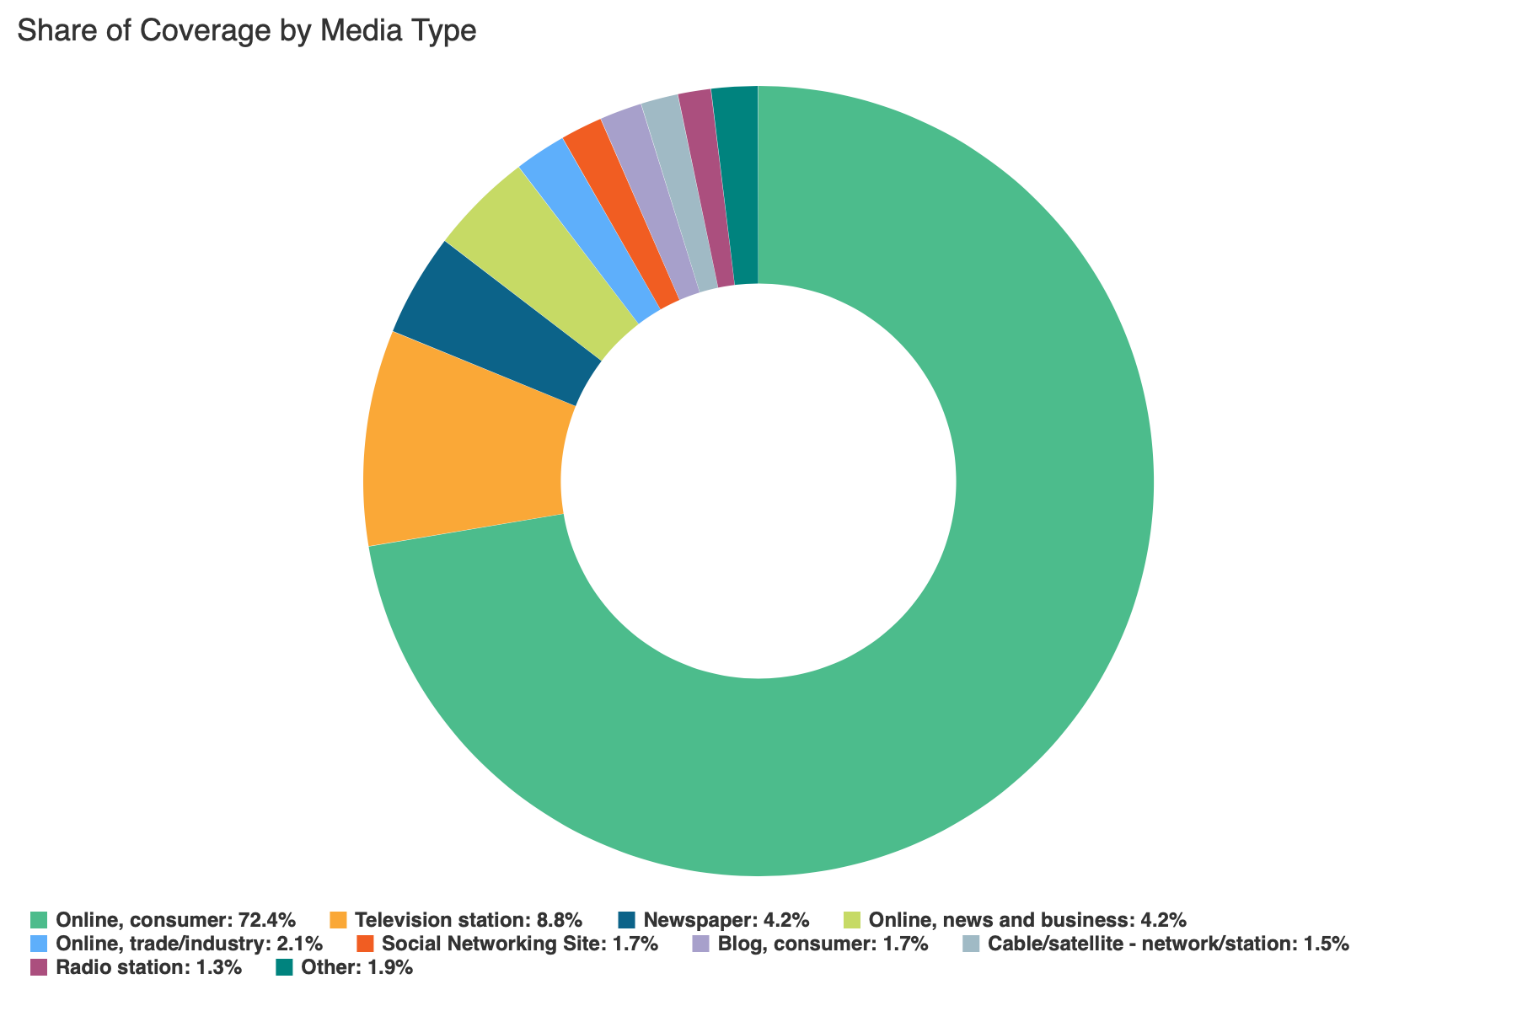 Share of Coverage by Media Type
Online, consumer: 72.4% Television station: 8.8% Newspaper: 4.2% Online, news and business: 4.2%
Online, trade/industry: 2.1% Social Networking Site: 1.7% Blog, consumer: 1.7% Cable/satellite - network/station: 1.5%
Radio station: 1.3% Other: 1.9%